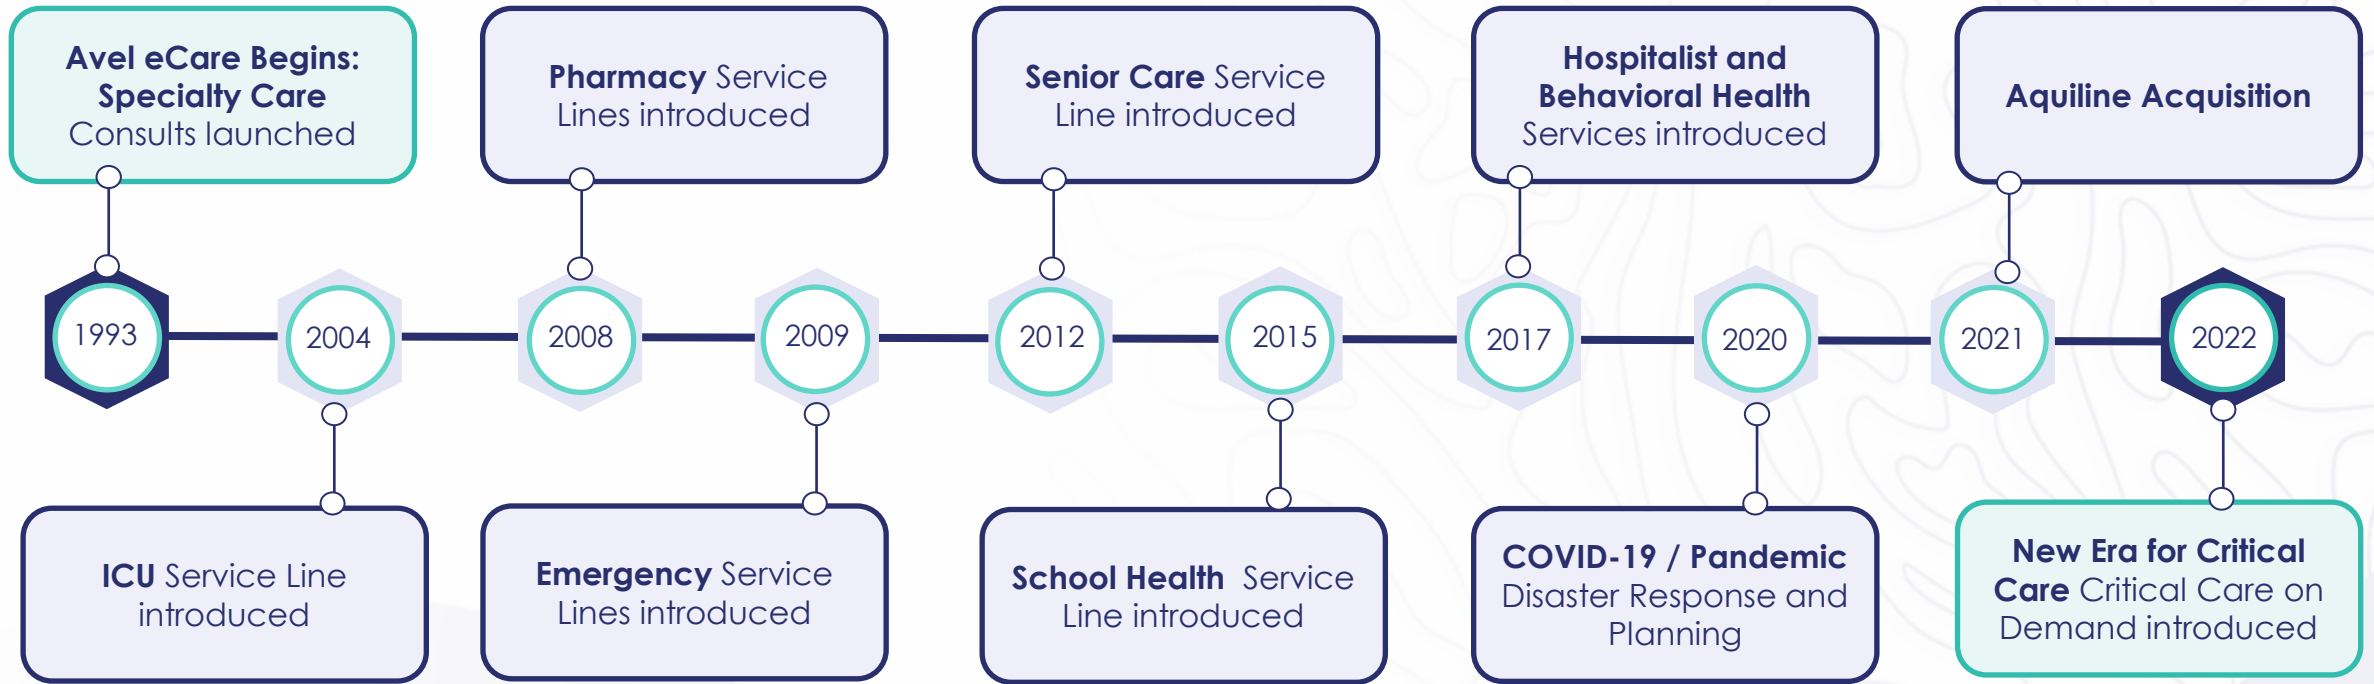 Avel eCare Begins:
Specialty Care
Consults launched
Pharmacy Service
Lines introduced
Senior Care Service
Line introduced
Hospitalist and
Behavioral Health
Services introduced
Aquiline Acquisition
1993
2004
2008
2009
2012
2015
2017
2020
2021
2022
ICU Service Line
introduced
Emergency Service
Lines introduced
School Health Service
Line introduced
COVID-19 / Pandemic
Disaster Response and
Planning
New Era for Critical
Care Critical Care on
Demand introduced